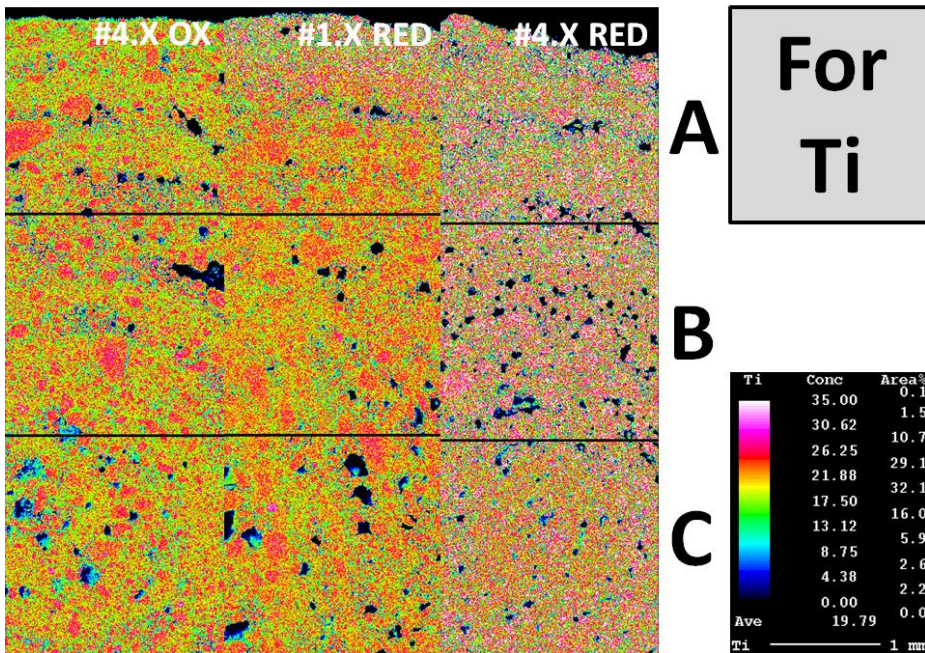 #4.X OX #1.X RED #4.X RED
A
For
Ti
B
Ti Conc Area%
0.1
35.00
1.5
30.62
10.7
26.25
29.1
21.88
32.1
17.50
16.0
13.12
5.9
8.75
2.6
4.38
2.2
0.00
0.0
Ave 19.79
C
Ti 1 mm